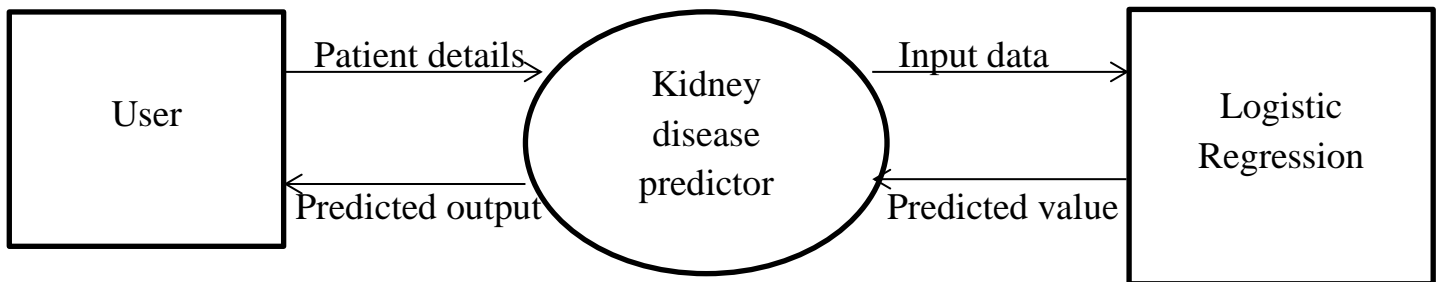 User
Patient details
Predicted output
Kidney
disease
predictor
Input data
Predicted value
Logistic
Regression